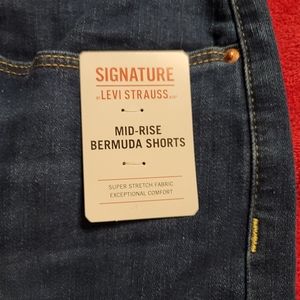 SIGNATURE
BY LEVI STRAUSS & CO.
MID-RISE
BERMUDA SHORTS
SUPER STRETCH FABRIC
EXCEPTIONAL COMFORT